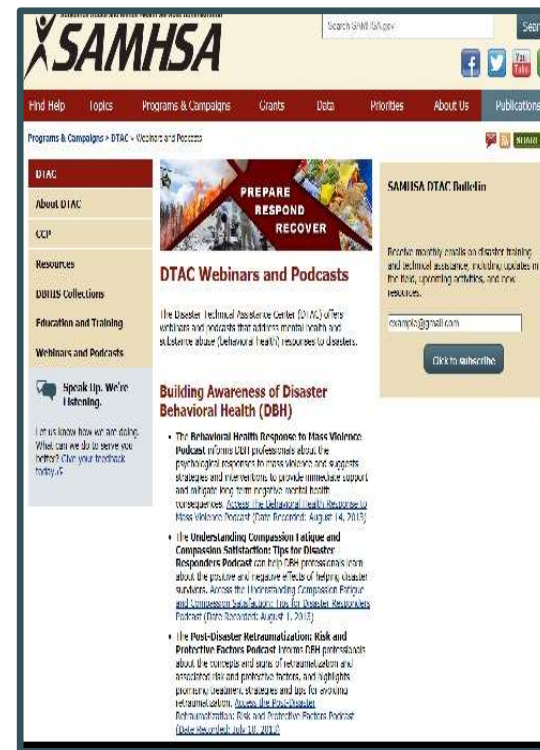 SAMHSA
Search SAMHSA.gov
Sear
You
Tube
Find Help Topics Programs & Campaigns Grants Data Priorities About Us Publications
Programs & Campaigns > DTAC > Webinars and Podcasts
SHARE
DTAC
About DTAC
CCP
Resources
DBHIS Collections
Education and Training
Webinars and Podcasts
Speak Up. We're
Listening.
Let us know how we are doing.
What can we do to serve you
better? Give your feedback
today.
PREPARE
RESPOND
RECOVER
DTAC Webinars and Podcasts
The Disaster Technical Assistance Center (DTAC) offers
webinars and podcasts that address mental health and
substance abuse (behavioral health) responses to disasters.
Building Awareness of Disaster
Behavioral Health (DBH)
• The Behavioral Health Response to Mass Violence
Podcast informs DBH professionals about the
psychological responses to mass violence and suggests
strategies and interventions to provide immediate support
and mitigate long-term negative mental health
consequences. Access The Behavioral Health Response to
Mass Violence Podcast (Date Recorded: August 14, 2013)
• The Understanding Compassion Fatigue and
Compassion Satisfaction: Tips for Disaster
Responders Podcast can help DBH professionals learn
about the positive and negative effects of helping disaster
survivors. Access the Understanding Compassion Fatigue
and Compassion Satisfaction: Tips for Disaster Responders
Podcast (Date Recorded: August 1, 2013)
• The Post-Disaster Retraumatization: Risk and
Protective Factors Podcast informs DBH professionals
about the concepts and signs of retraumatization and
associated risk and protective factors, and highlights
promising treatment strategies and tips for avoiding
retraumatization. Access the Post-Disaster
Retraumatization: Risk and Protective Factors Podcast
(Date Recorded: July 10, 2013)
SAMHSA DTAC Bulletin
Receive monthly emails on disaster training
and technical assistance, including updates in
the field, upcoming activities, and new
resources.
example@gmail.com
Click to subscribe